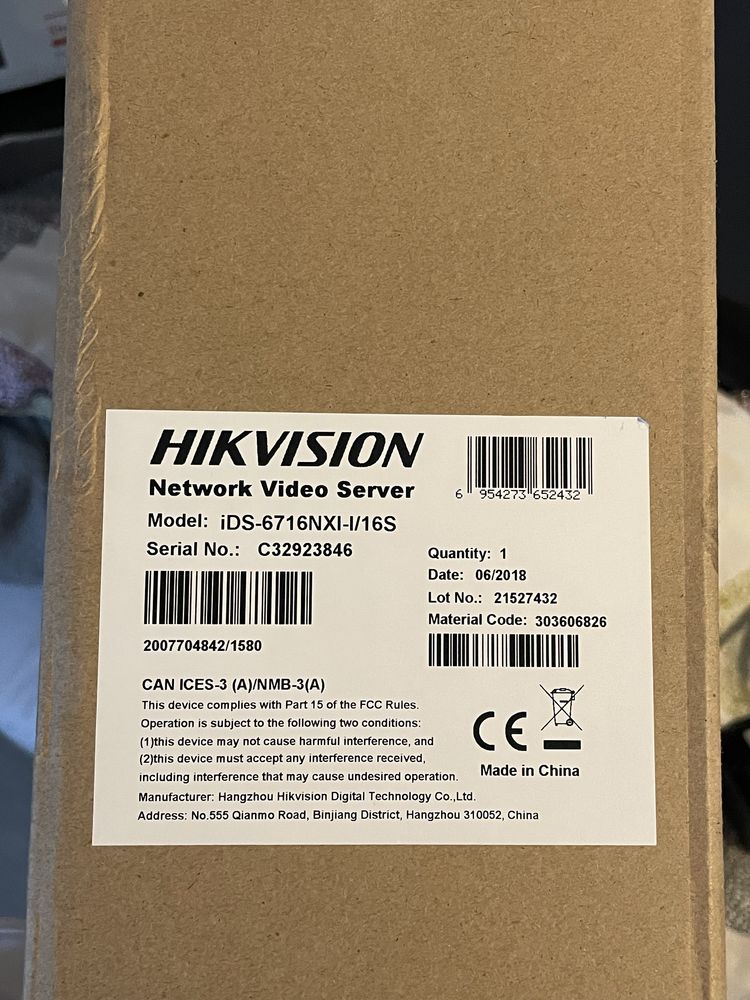 HIKVISION
Network Video Server
Model: iDS-6716NXI-I/16S
Serial No.: C32923846
2007704842/1580
6 954273 652432
Quantity: 1
Date: 06/2018
Lot No.: 21527432
Material Code: 303606826
CAN ICES-3 (A)/NMB-3(A)
This device complies with Part 15 of the FCC Rules.
Operation is subject to the following two conditions:
(1)this device may not cause harmful interference, and
(2)this device must accept any interference received,
including interference that may cause undesired operation.
Manufacturer: Hangzhou Hikvision Digital Technology Co.,Ltd.
Address: No.555 Qianmo Road, Binjiang District, Hangzhou 310052, China
CE
Made in China